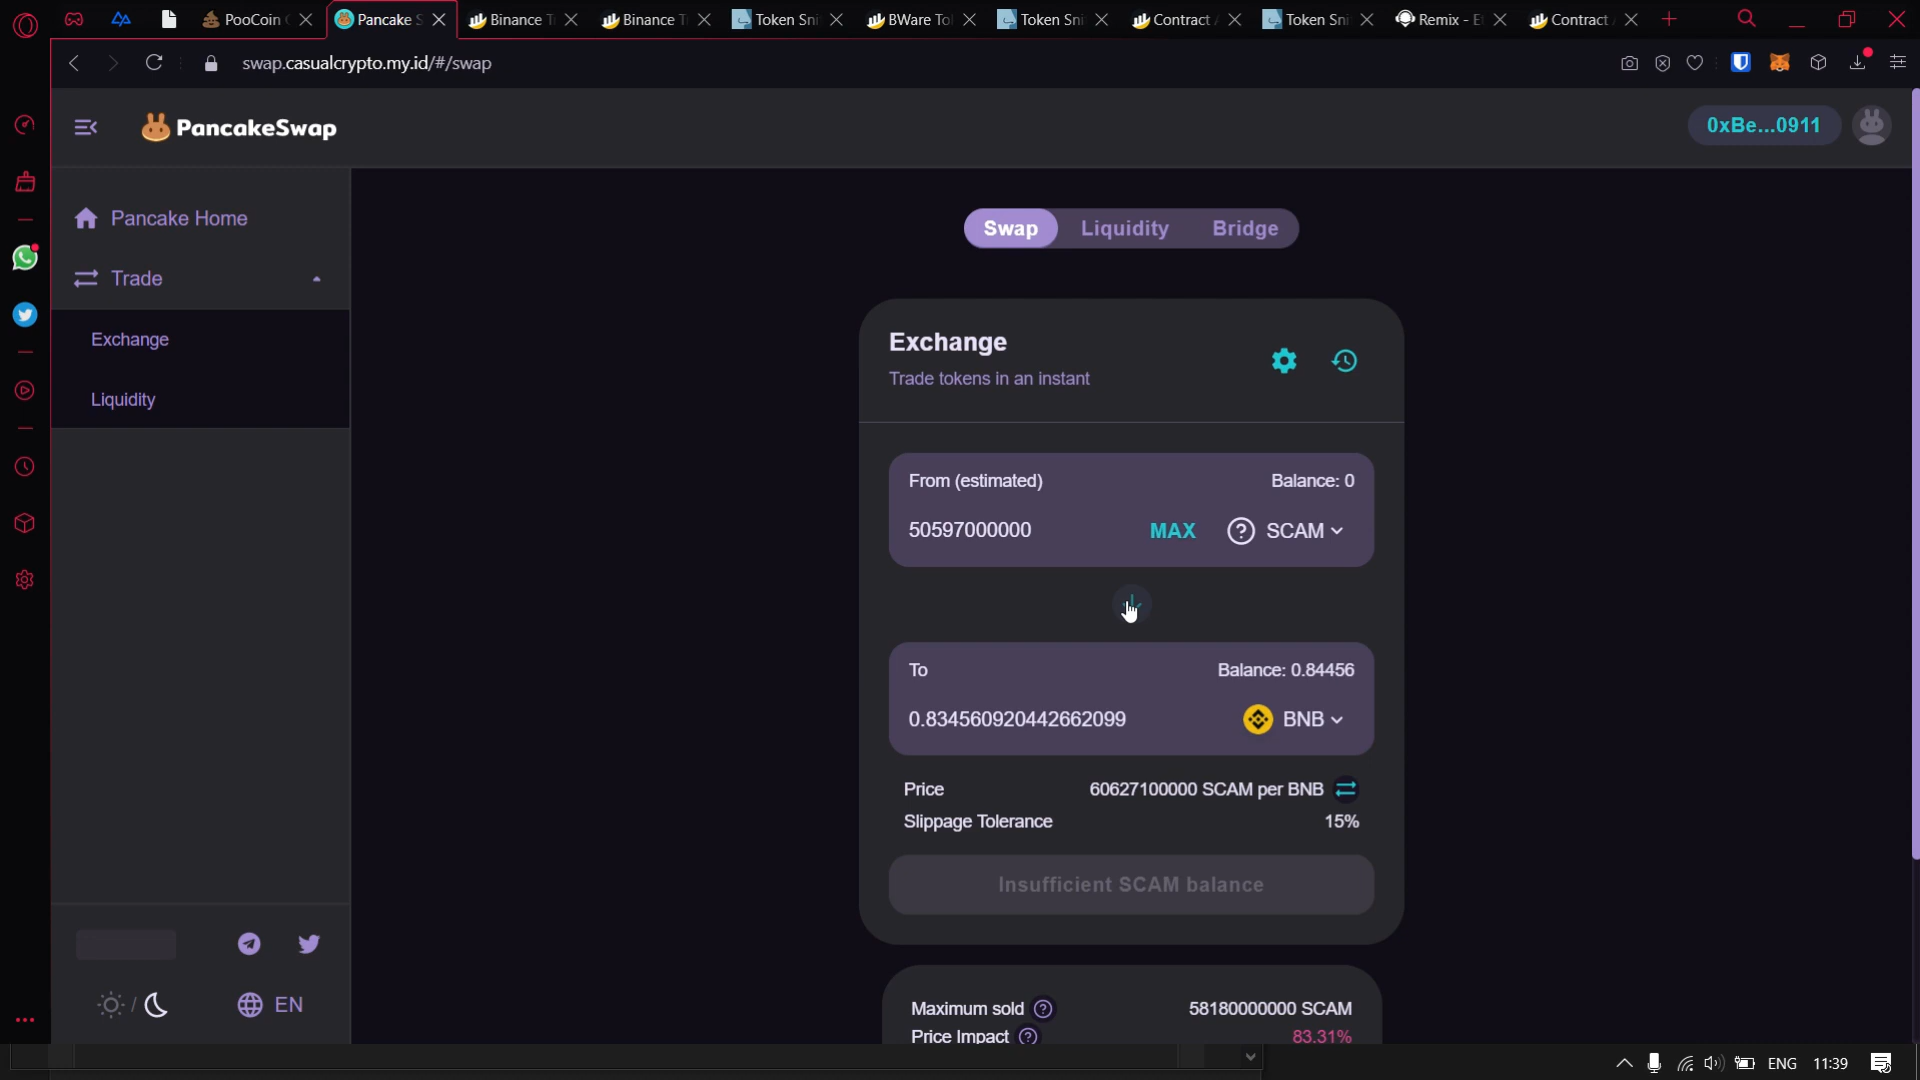 PooCoin
Pancake S
Binance T
Binance T
Token Sni
BWare To
Token Sni
Contract
Token Sni
Remix - E
Contract
swap.casualcrypto.my.id/#/swap
PancakeSwap
0xBe...0911
Pancake Home
Trade
Exchange
Liquidity
Swap
Liquidity
Bridge
Exchange
Trade tokens in an instant
From (estimated)
Balance: 0
50597000000
MAX
SCAM
To
Balance: 0.84456
0.834560920442662099
BNB
Price
60627100000 SCAM per BNB
Slippage Tolerance
15%
Insufficient SCAM balance
Maximum sold
58180000000 SCAM
Price Impact
83.31%
/
EN
ENG
11:39